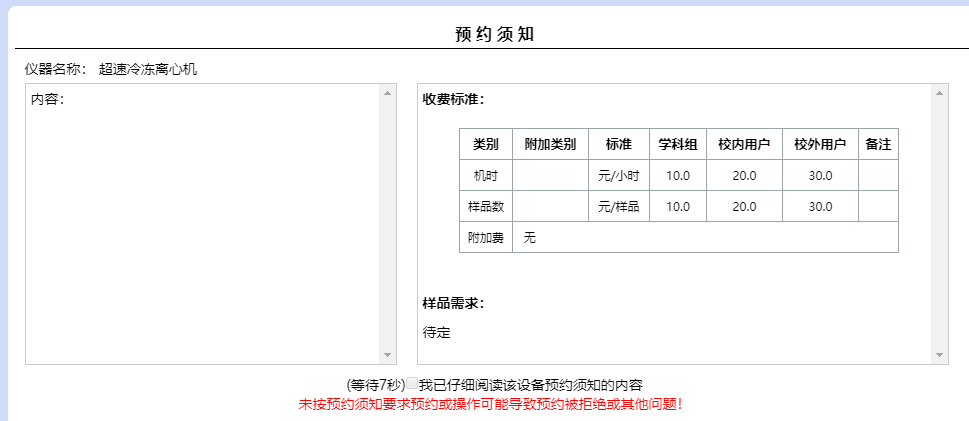 预约须知
仪器名称： 超速冷冻离心机
内容：
收费标准：
类别 附加类别 标准 学科组 校内用户 校外用户 备注
机时 元/小时 10.0 20.0 30.0
样品数 元/样品 10.0 20.0 30.0
附加费 无
样品需求：
待定
(等待7秒)我已仔细阅读该设备预约须知的内容
未按预约须知要求预约或操作可能导致预约被拒绝或其他问题！